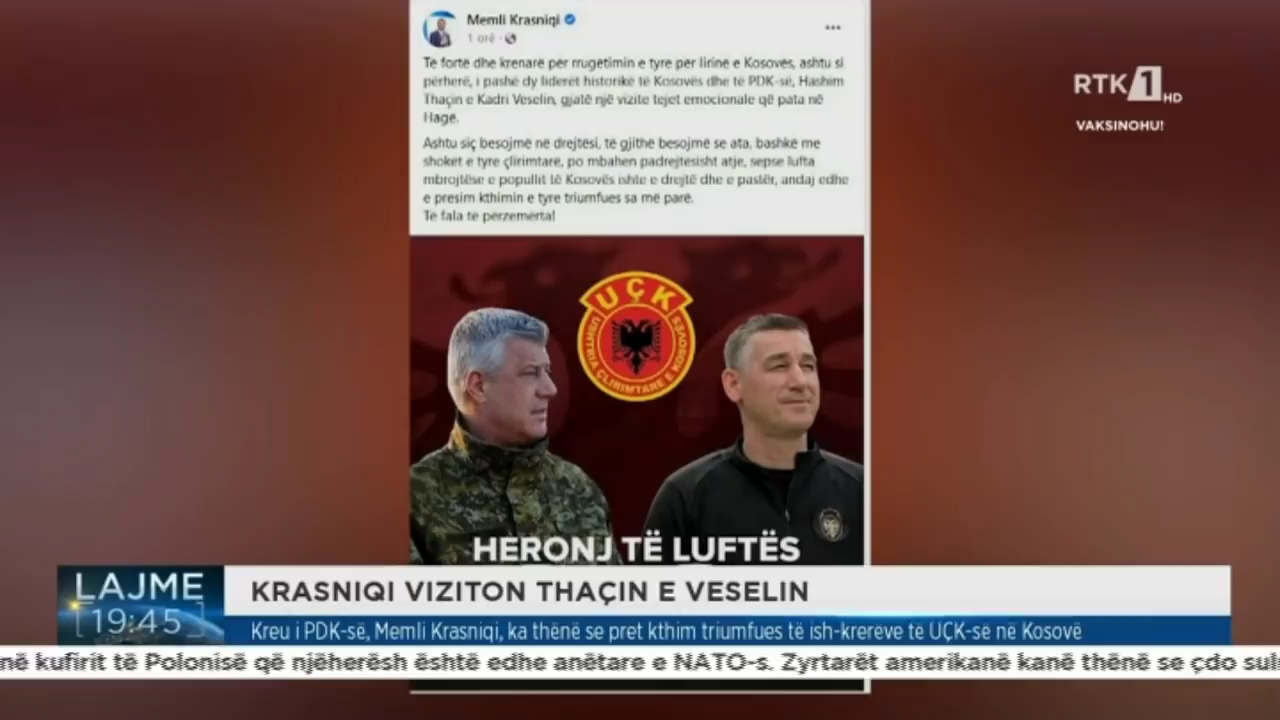 Memli Krasniqi
1 orë
Të fortë dhe krenarë për rrugëtimin e tyre për lirinë e Kosovës, ashtu si
përherë, i pashë dy liderët historikë të Kosovës dhe të PDK-së, Hashim
Thaçin e Kadri Veselin, gjatë një vizite tejet emocionale që pata në
Hagë.
Ashtu siç besojmë në drejtësi, të gjithë besojmë se ata, bashkë me
shokët e tyre çlirimtarë, po mbahen padrejtësisht atje, sepse lufta
mbrojtëse e popullit të Kosovës ishte e drejtë dhe e pastër, andaj edhe
e presim kthimin e tyre triumfues sa më parë.
Të fala të përzemërta!
RTK 1 HD
VAKSINOHU!
UÇK
USHTRIA ÇLIRIMTARE E KOSOVËS
HERONJ TË LUFTËS
LAJME
19:45
KRASNIQI VIZITON THAÇIN E VESELIN
Kreu i PDK-së, Memli Krasniqi, ka thënë se pret kthim triumfues të ish-krerëve të UÇK-së në Kosovë
në kufirit të Polonisë që njëherësh është edhe anëtare e NATO-s. Zyrtarët amerikanë kanë thënë se çdo sul